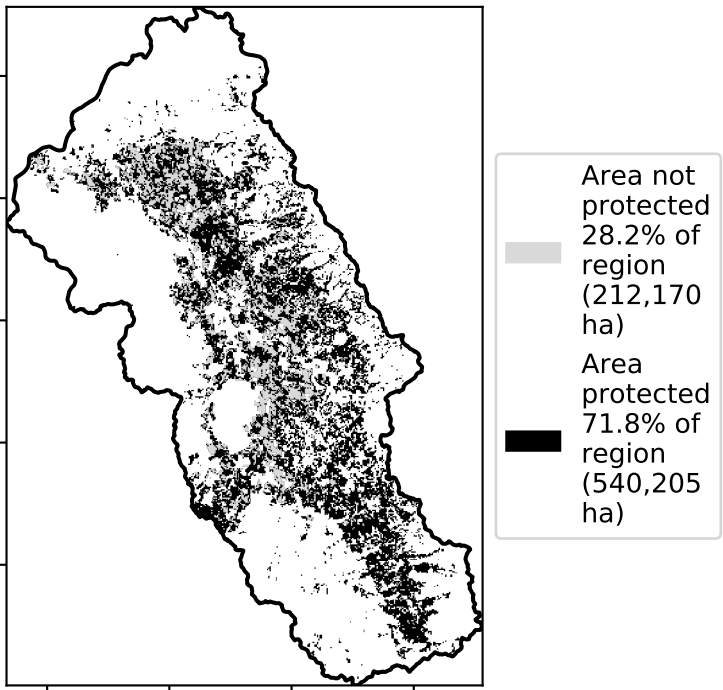 Area not
protected
28.2% of
region
(212,170
ha)
Area
protected
71.8% of
region
(540,205
ha)